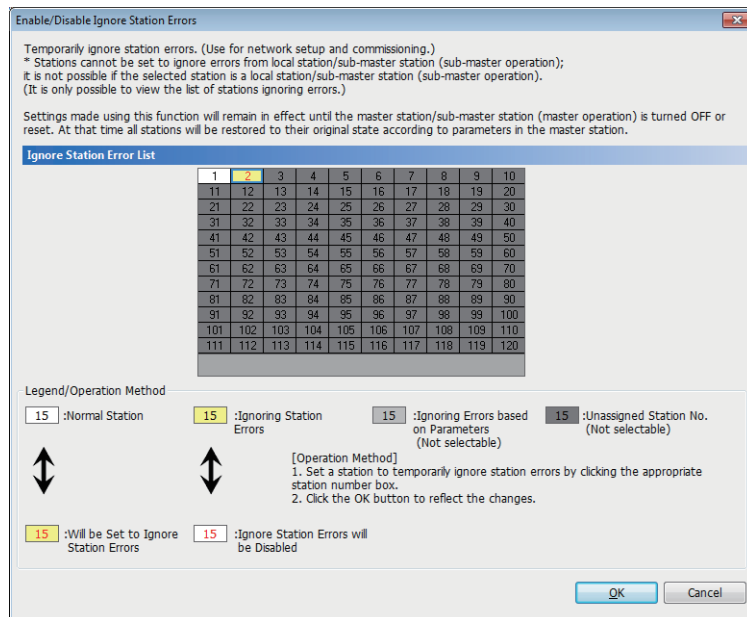 Enable/Disable Ignore Station Errors
Temporarily ignore station errors. (Use for network setup and commissioning.)
* Stations cannot be set to ignore errors from local station/sub-master station (sub-master operation);
it is not possible if the selected station is a local station/sub-master station (sub-master operation).
(It is only possible to view the list of stations ignoring errors.)
Settings made using this function will remain in effect until the master station/sub-master station (master operation) is turned OFF or
reset. At that time all stations will be restored to their original state according to parameters in the master station.
Ignore Station Error List
1 2 3 4 5 6 7 8 9 10
11 12 13 14 15 16 17 18 19 20
21 22 23 24 25 26 27 28 29 30
31 32 33 34 35 36 37 38 39 40
41 42 43 44 45 46 47 48 49 50
51 52 53 54 55 56 57 58 59 60
61 62 63 64 65 66 67 68 69 70
71 72 73 74 75 76 77 78 79 80
81 82 83 84 85 86 87 88 89 90
91 92 93 94 95 96 97 98 99 100
101 102 103 104 105 106 107 108 109 110
111 112 113 114 115 116 117 118 119 120
Legend/Operation Method
15 :Normal Station
15 :Ignoring Station
Errors
15 :Ignoring Errors based
on Parameters
(Not selectable)
15 :Unassigned Station No.
(Not selectable)
[Operation Method]
1. Set a station to temporarily ignore station errors by clicking the appropriate
station number box.
2. Click the OK button to reflect the changes.
15 :Will be Set to Ignore
Station Errors
15 :Ignore Station Errors will
be Disabled
OK
Cancel